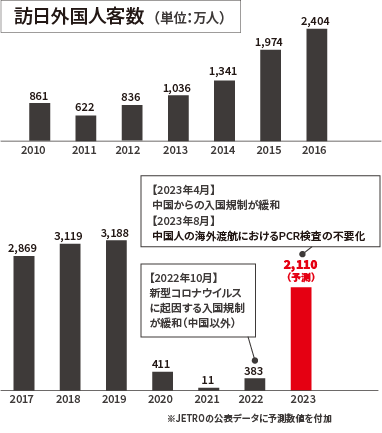 訪日外国人客数 （単位：万人）
861 622 836 1,036 1,341 1,974 2,404
2010 2011 2012 2013 2014 2015 2016
【2023年4月】
中国からの入国規制が緩和
【2023年8月】
中国人の海外渡航におけるPCR検査の不要化
【2022年10月】
新型コロナウイルス
に起因する入国規制
が緩和（中国以外）
2,869 3,119 3,188 411 11 383 2,110
（予測）
2017 2018 2019 2020 2021 2022 2023
※JETROの公表データに予測数値を付加